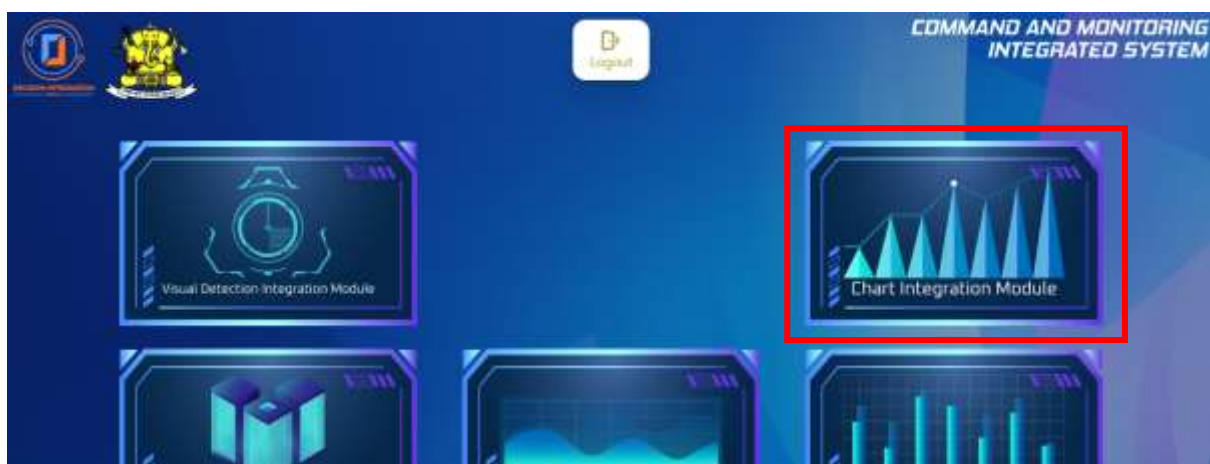 COMMAND AND MONITORING
INTEGRATED SYSTEM
Logout
Visual Detection Integration Module
Chart Integration Module